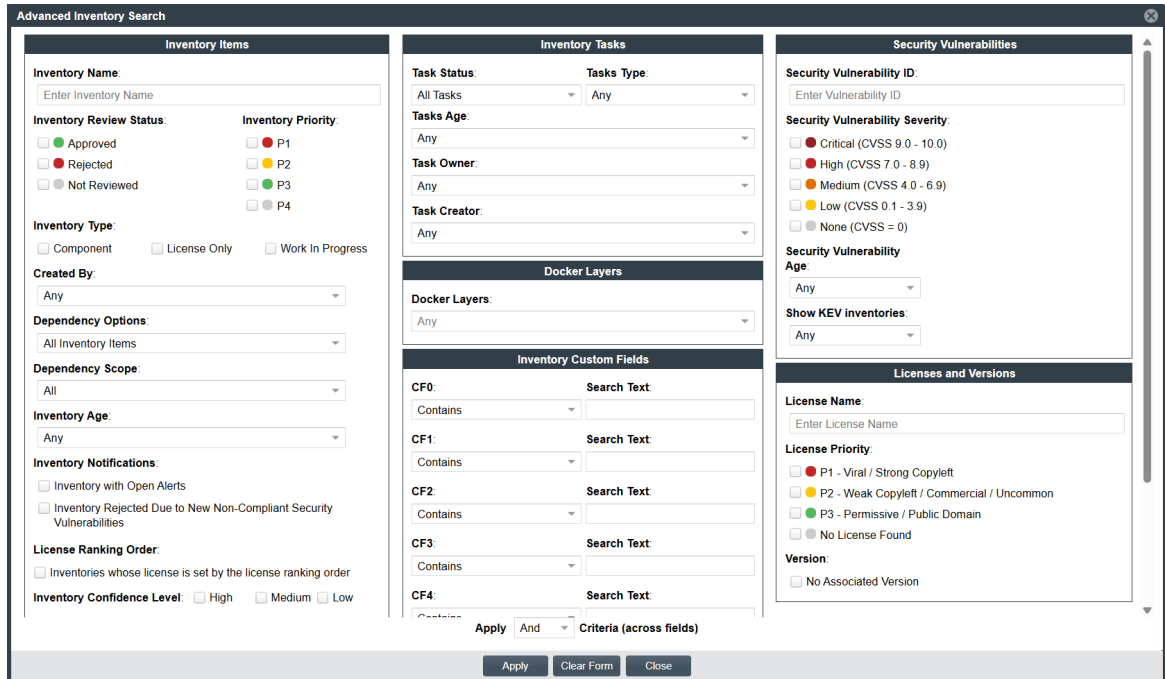 Advanced Inventory Search
Inventory Items
Inventory Name:
Enter Inventory Name
Inventory Review Status: Inventory Priority:
Approved P1
Rejected P2
Not Reviewed P3
P4
Inventory Type:
Component License Only Work In Progress
Created By:
Any
Dependency Options:
All Inventory Items
Dependency Scope:
All
Inventory Age:
Any
Inventory Notifications:
Inventory with Open Alerts
Inventory Rejected Due to New Non-Compliant Security
Vulnerabilities
License Ranking Order:
Inventories whose license is set by the license ranking order
Inventory Confidence Level: High Medium Low
Inventory Tasks
Task Status: Tasks Type:
All Tasks Any
Tasks Age:
Any
Task Owner:
Any
Task Creator:
Any
Docker Layers
Docker Layers:
Any
Inventory Custom Fields
CF0: Search Text:
Contains
CF1: Search Text:
Contains
CF2: Search Text:
Contains
CF3: Search Text:
Contains
CF4: Search Text:
Contains
Security Vulnerabilities
Security Vulnerability ID:
Enter Vulnerability ID
Security Vulnerability Severity:
Critical (CVSS 9.0 - 10.0)
High (CVSS 7.0 - 8.9)
Medium (CVSS 4.0 - 6.9)
Low (CVSS 0.1 - 3.9)
None (CVSS = 0)
Security Vulnerability
Age:
Any
Show KEV inventories:
Any
Licenses and Versions
License Name:
Enter License Name
License Priority:
P1 - Viral / Strong Copyleft
P2 - Weak Copyleft / Commercial / Uncommon
P3 - Permissive / Public Domain
No License Found
Version:
No Associated Version
Apply And Criteria (across fields)
Apply Clear Form Close